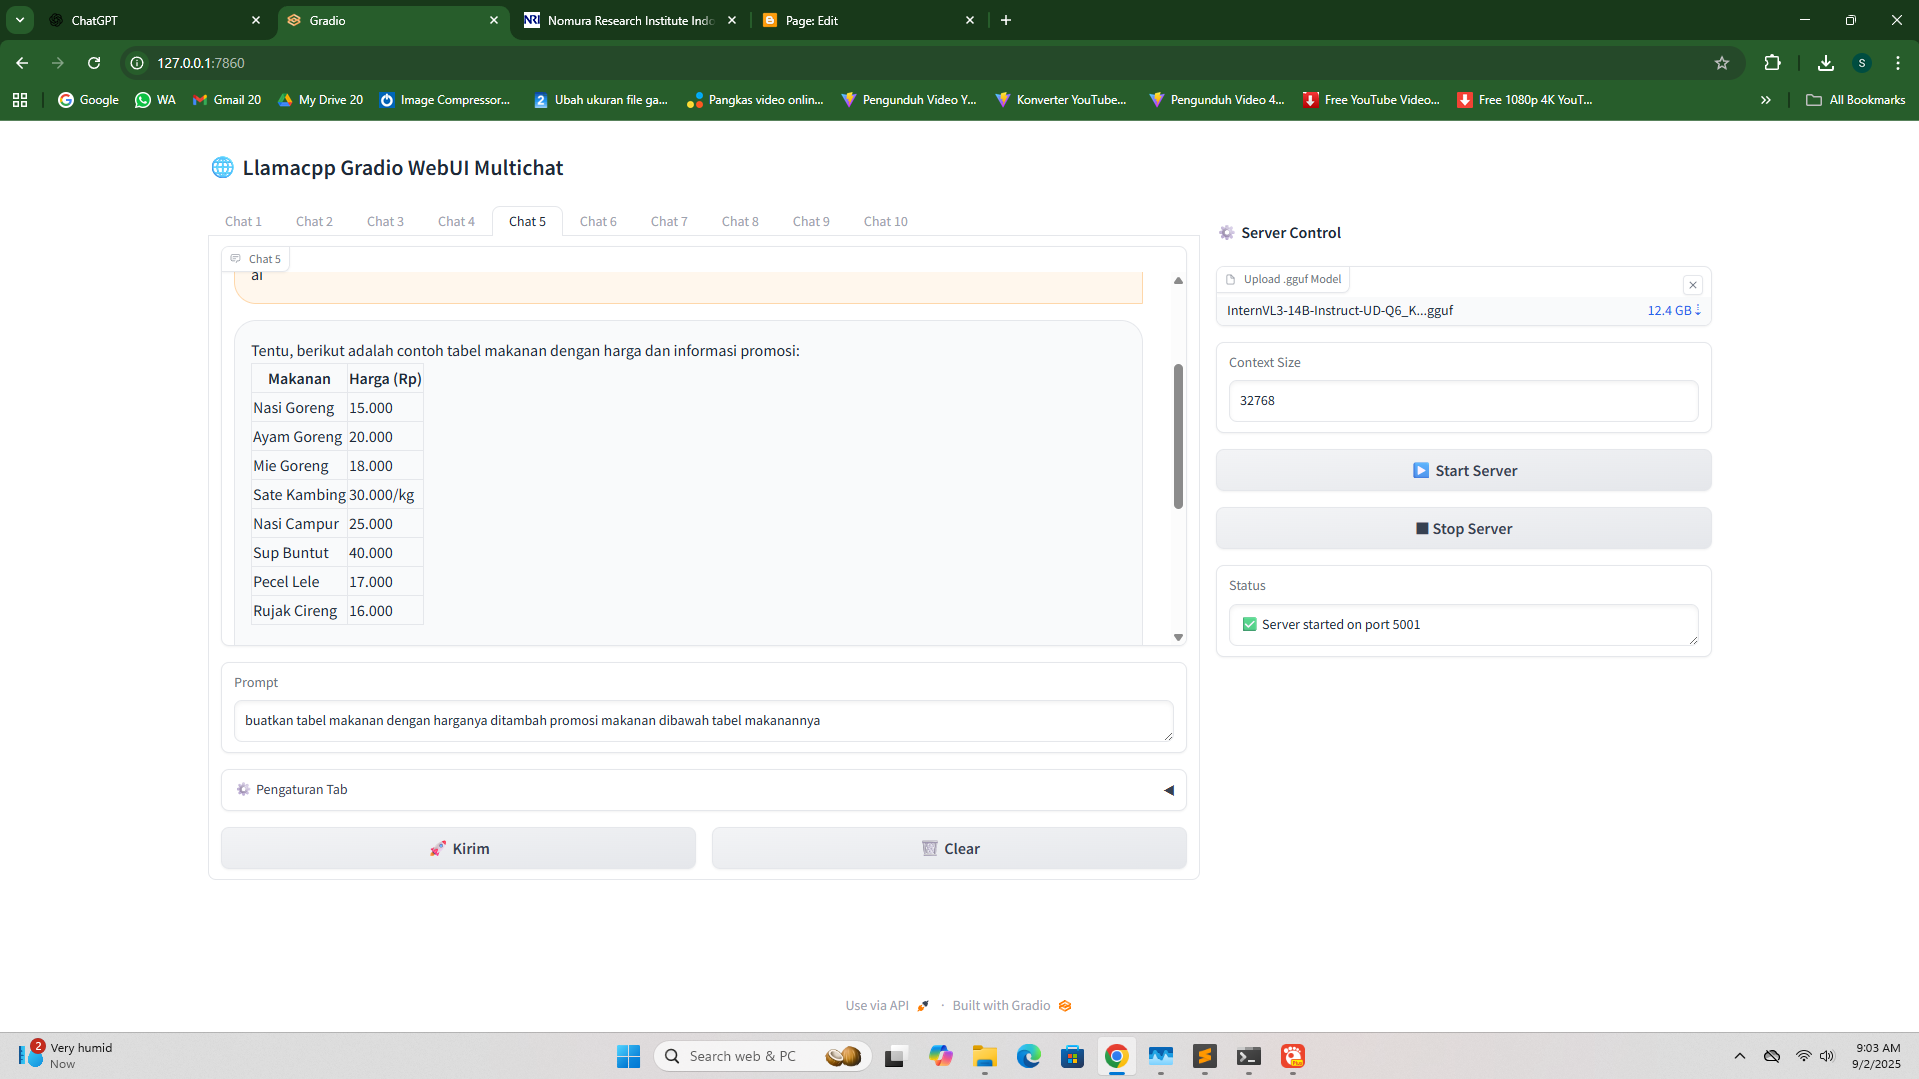 ChatGPT
Gradio
NRI Nomura Research Institute Indo
Page: Edit
127.0.0.1:7860
S
Google
WA
Gmail 20
My Drive 20
Image Compressor...
Ubah ukuran file ga...
Pangkas video onlin...
Pengunduh Video Y...
Konverter YouTube...
Pengunduh Video 4...
Free YouTube Video...
Free 1080p 4K YouT...
All Bookmarks
Llamacpp Gradio WebUI Multichat
Chat 1 Chat 2 Chat 3 Chat 4 Chat 5 Chat 6 Chat 7 Chat 8 Chat 9 Chat 10
Chat 5
Tentu, berikut adalah contoh tabel makanan dengan harga dan informasi promosi:
Makanan Harga (Rp)
Nasi Goreng 15.000
Ayam Goreng 20.000
Mie Goreng 18.000
Sate Kambing 30.000/kg
Nasi Campur 25.000
Sup Buntut 40.000
Pecel Lele 17.000
Rujak Cireng 16.000
Prompt
buatkan tabel makanan dengan harganya ditambah promosi makanan dibawah tabel makanannya
Pengaturan Tab
Kirim
Clear
Server Control
Upload .gguf Model
InternVL3-14B-Instruct-UD-Q6_K...gguf 12.4 GB
Context Size
32768
Start Server
Stop Server
Status
Server started on port 5001
Use via API · Built with Gradio
2
Very humid
Now
Search web & PC
9:03 AM
9/2/2025